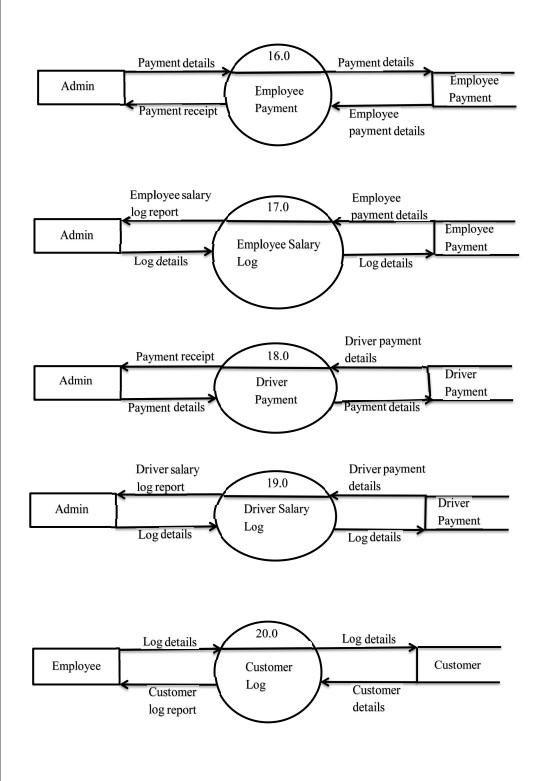 Payment details
16.0
Payment details
Admin
Employee
Payment
Employee
Payment
Payment receipt
Employee
payment details
Employee salary
log report
17.0
Employee
payment details
Admin
Employee Salary
Log
Employee
Payment
Log details
Log details
Payment receipt
18.0
Driver payment
details
Admin
Driver
Payment
Driver
Payment
Payment details
Payment details
Driver salary
log report
19.0
Driver payment
details
Admin
Driver Salary
Log
Driver
Payment
Log details
Log details
Log details
20.0
Log details
Employee
Customer
Log
Customer
Customer
log report
Customer
details